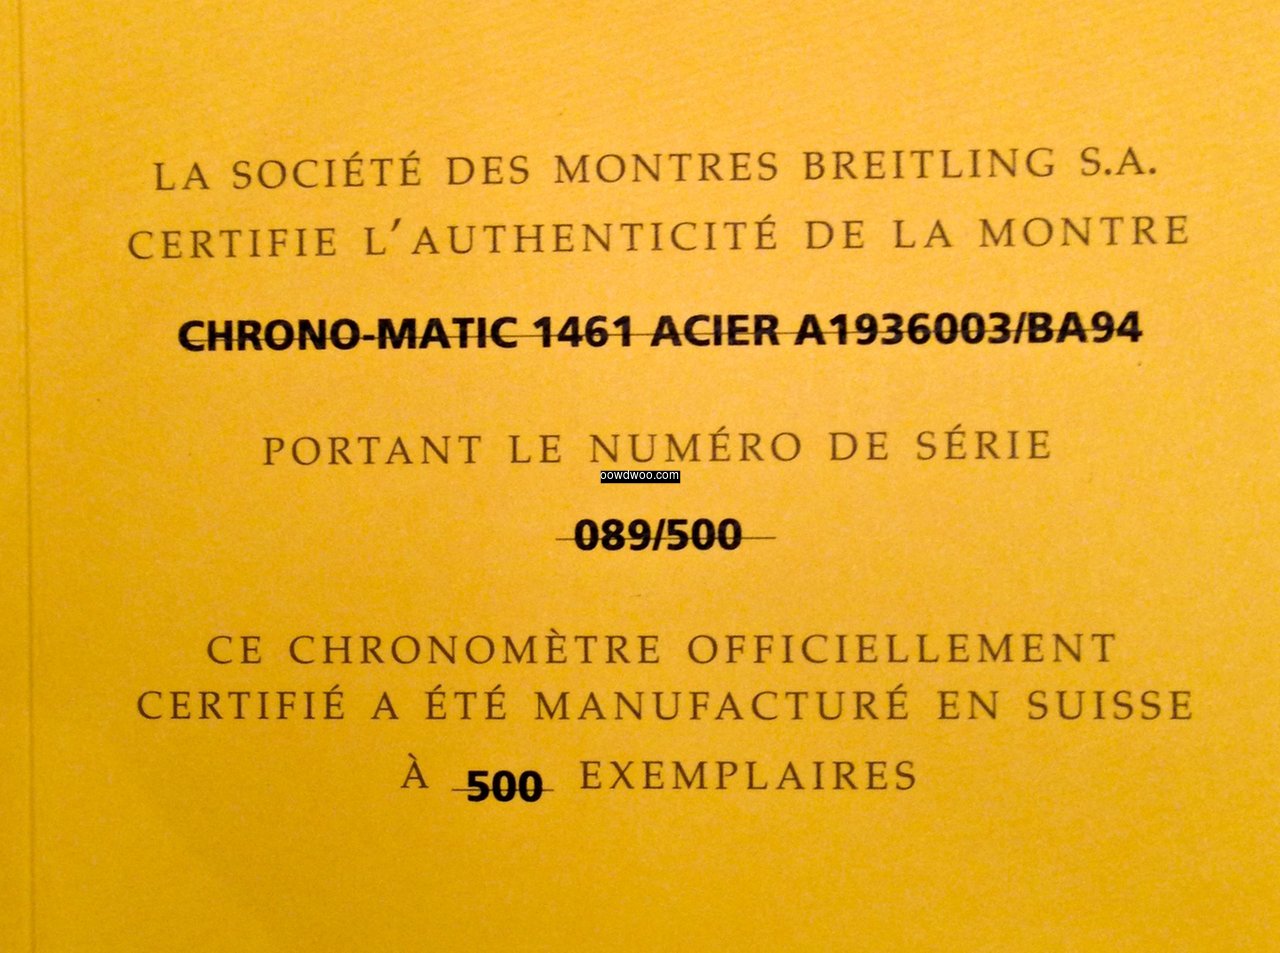 LA SOCIÉTÉ DES MONTRES BREITLING S.A.
CERTIFIE L'AUTHENTICITÉ DE LA MONTRE
CHRONO-MATIC 1461 ACIER A1936003/BA94
PORTANT LE NUMÉRO DE SÉRIE
oowdwoo.com
089/500
CE CHRONOMÈTRE OFFICIELLEMENT
CERTIFIÉ A ÉTÉ MANUFACTURÉ EN SUISSE
À 500 EXEMPLAIRES